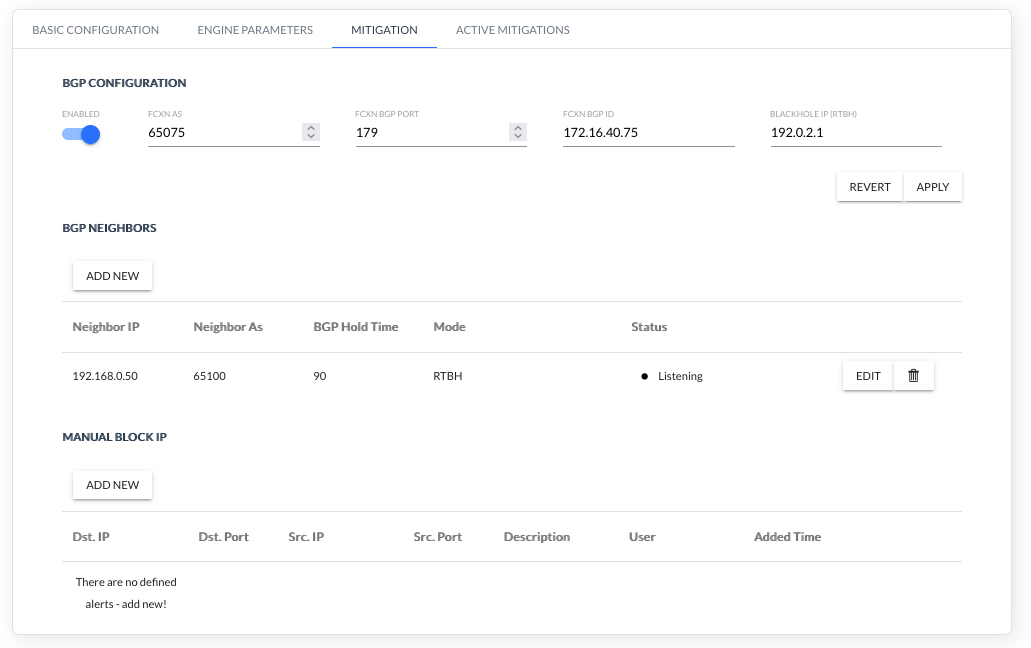 BASIC CONFIGURATION ENGINE PARAMETERS MITIGATION ACTIVE MITIGATIONS
BGP CONFIGURATION
ENABLED FCXN AS FCXN BGP PORT FCXN BGP ID BLACKHOLE IP (RTBH)
65075 179 172.16.40.75 192.0.2.1
REVERT APPLY
BGP NEIGHBORS
ADD NEW
Neighbor IP Neighbor As BGP Hold Time Mode Status
192.168.0.50 65100 90 RTBH Listening EDIT
MANUAL BLOCK IP
ADD NEW
Dst. IP Dst. Port Src. IP Src. Port Description User Added Time
There are no defined
alerts - add new!